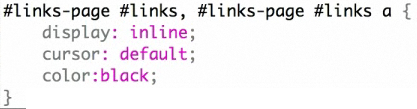 #links-page #links, #links-page #links a {
    display: inline;
    cursor: default;
    color:black;
}